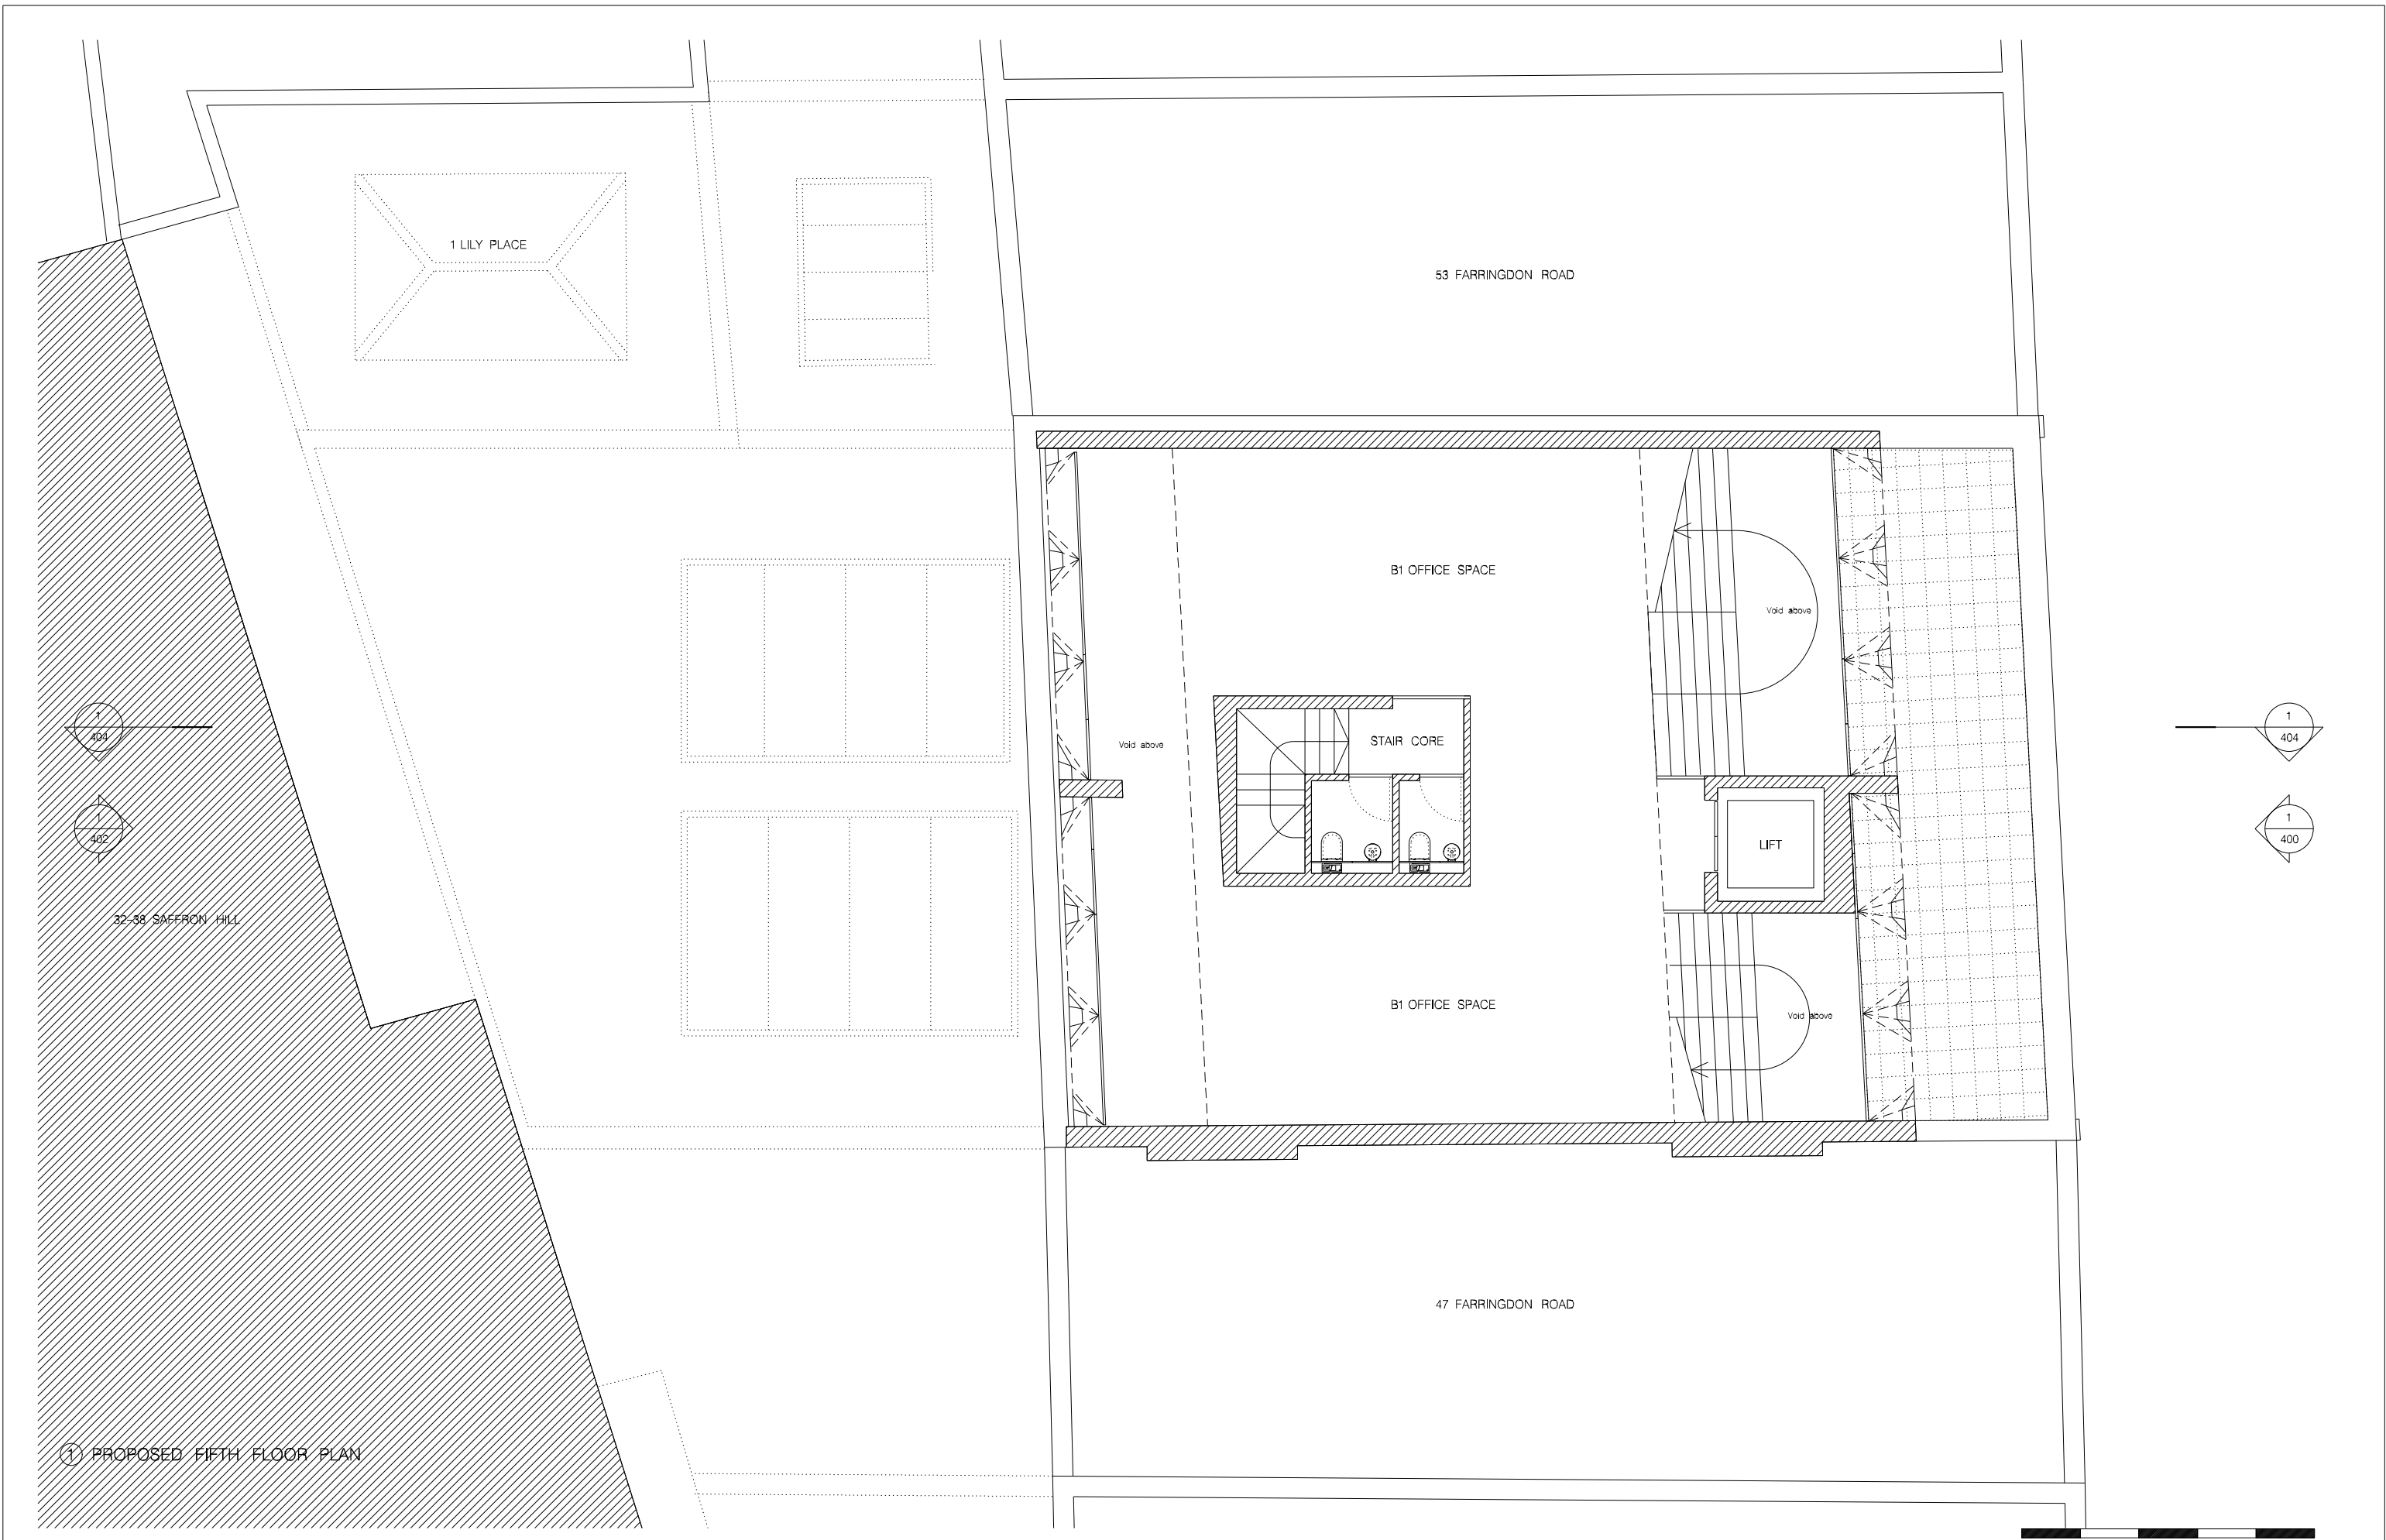 1 LILY PLACE
53 FARRINGDON ROAD
B1 OFFICE SPACE
Void above
1
404
1
404
STAIR CORE
Void above
1
402
LIFT
1
400
32-38 SAFFRON HILL
B1 OFFICE SPACE
Void above
47 FARRINGDON ROAD
1 PROPOSED FIFTH FLOOR PLAN